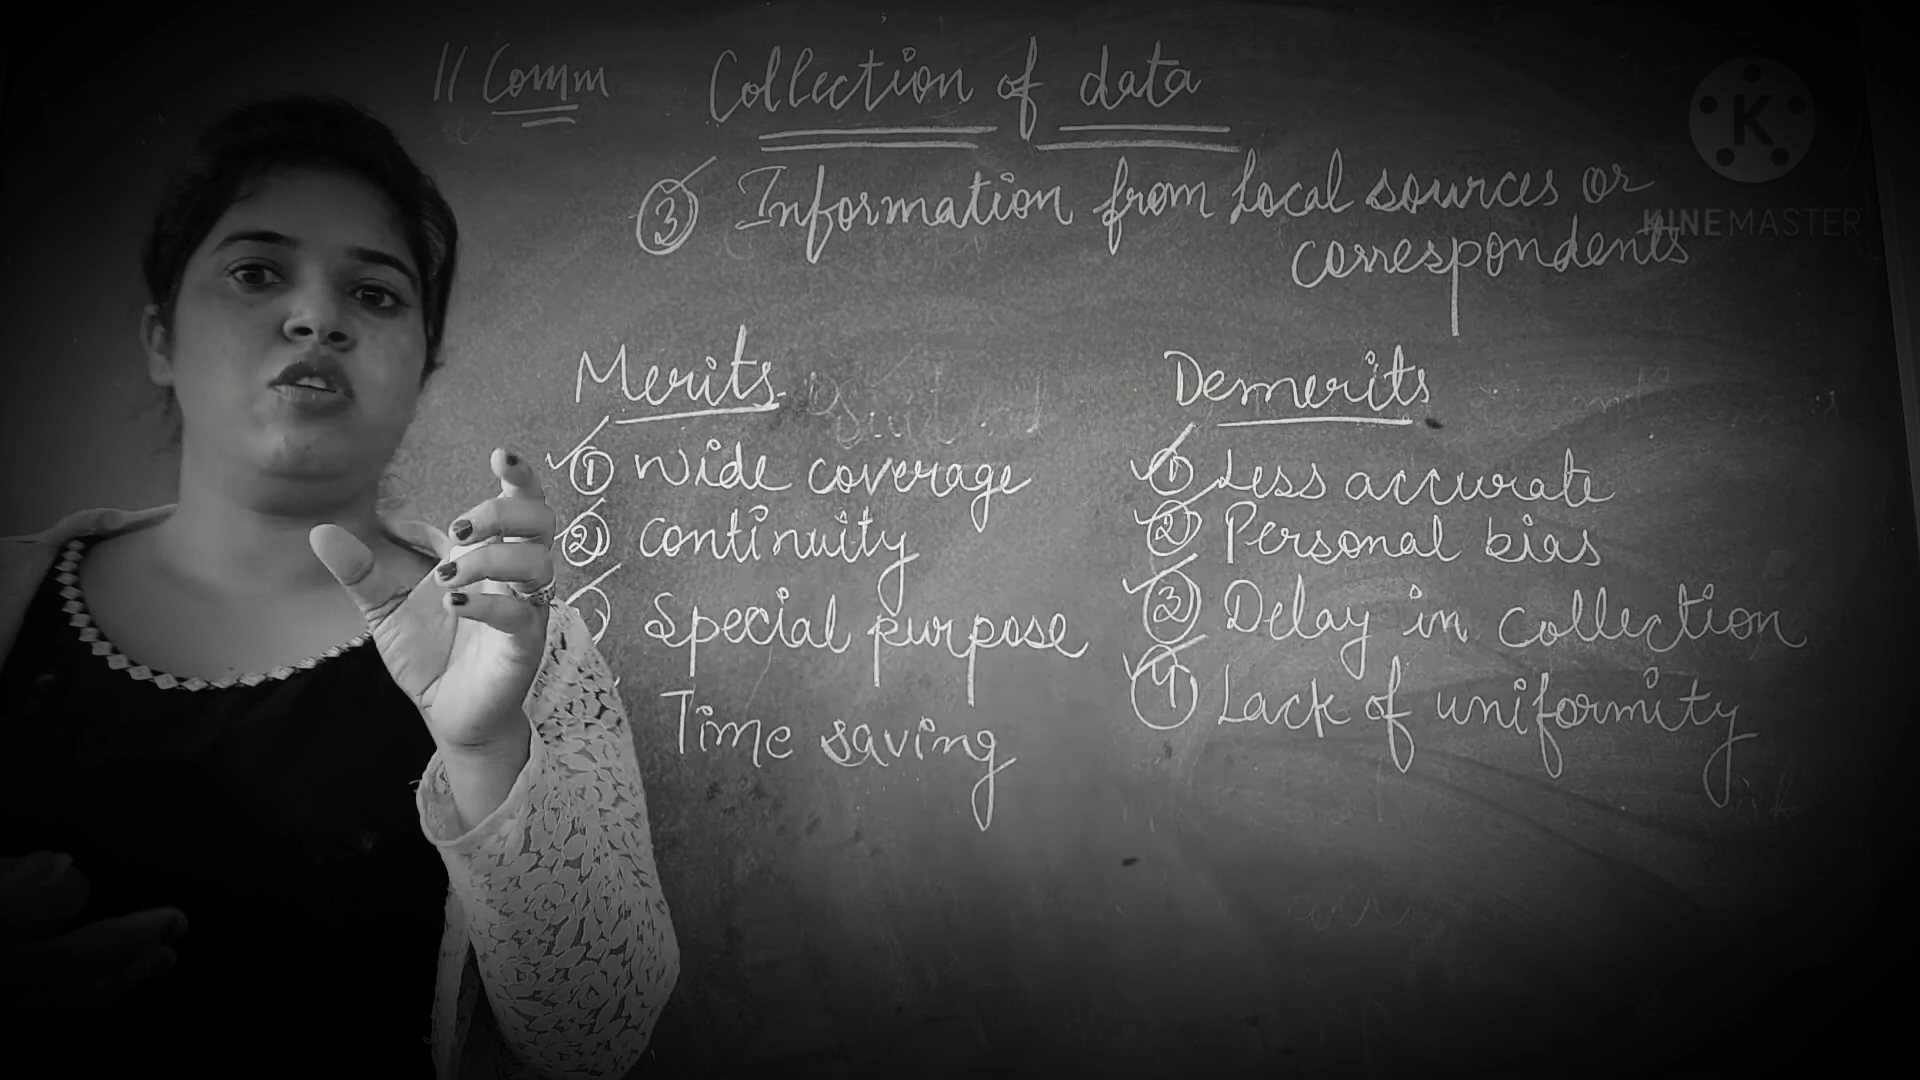 11 Comm Collection of data
③ Information from Local sources or
correspondents
K
KINEMASTER
Merits Demerits
① Wide coverage ① Less accurate
② Continuity ② Personal bias
Special purpose ③ Delay in collection
Time saving ④ Lack of uniformity